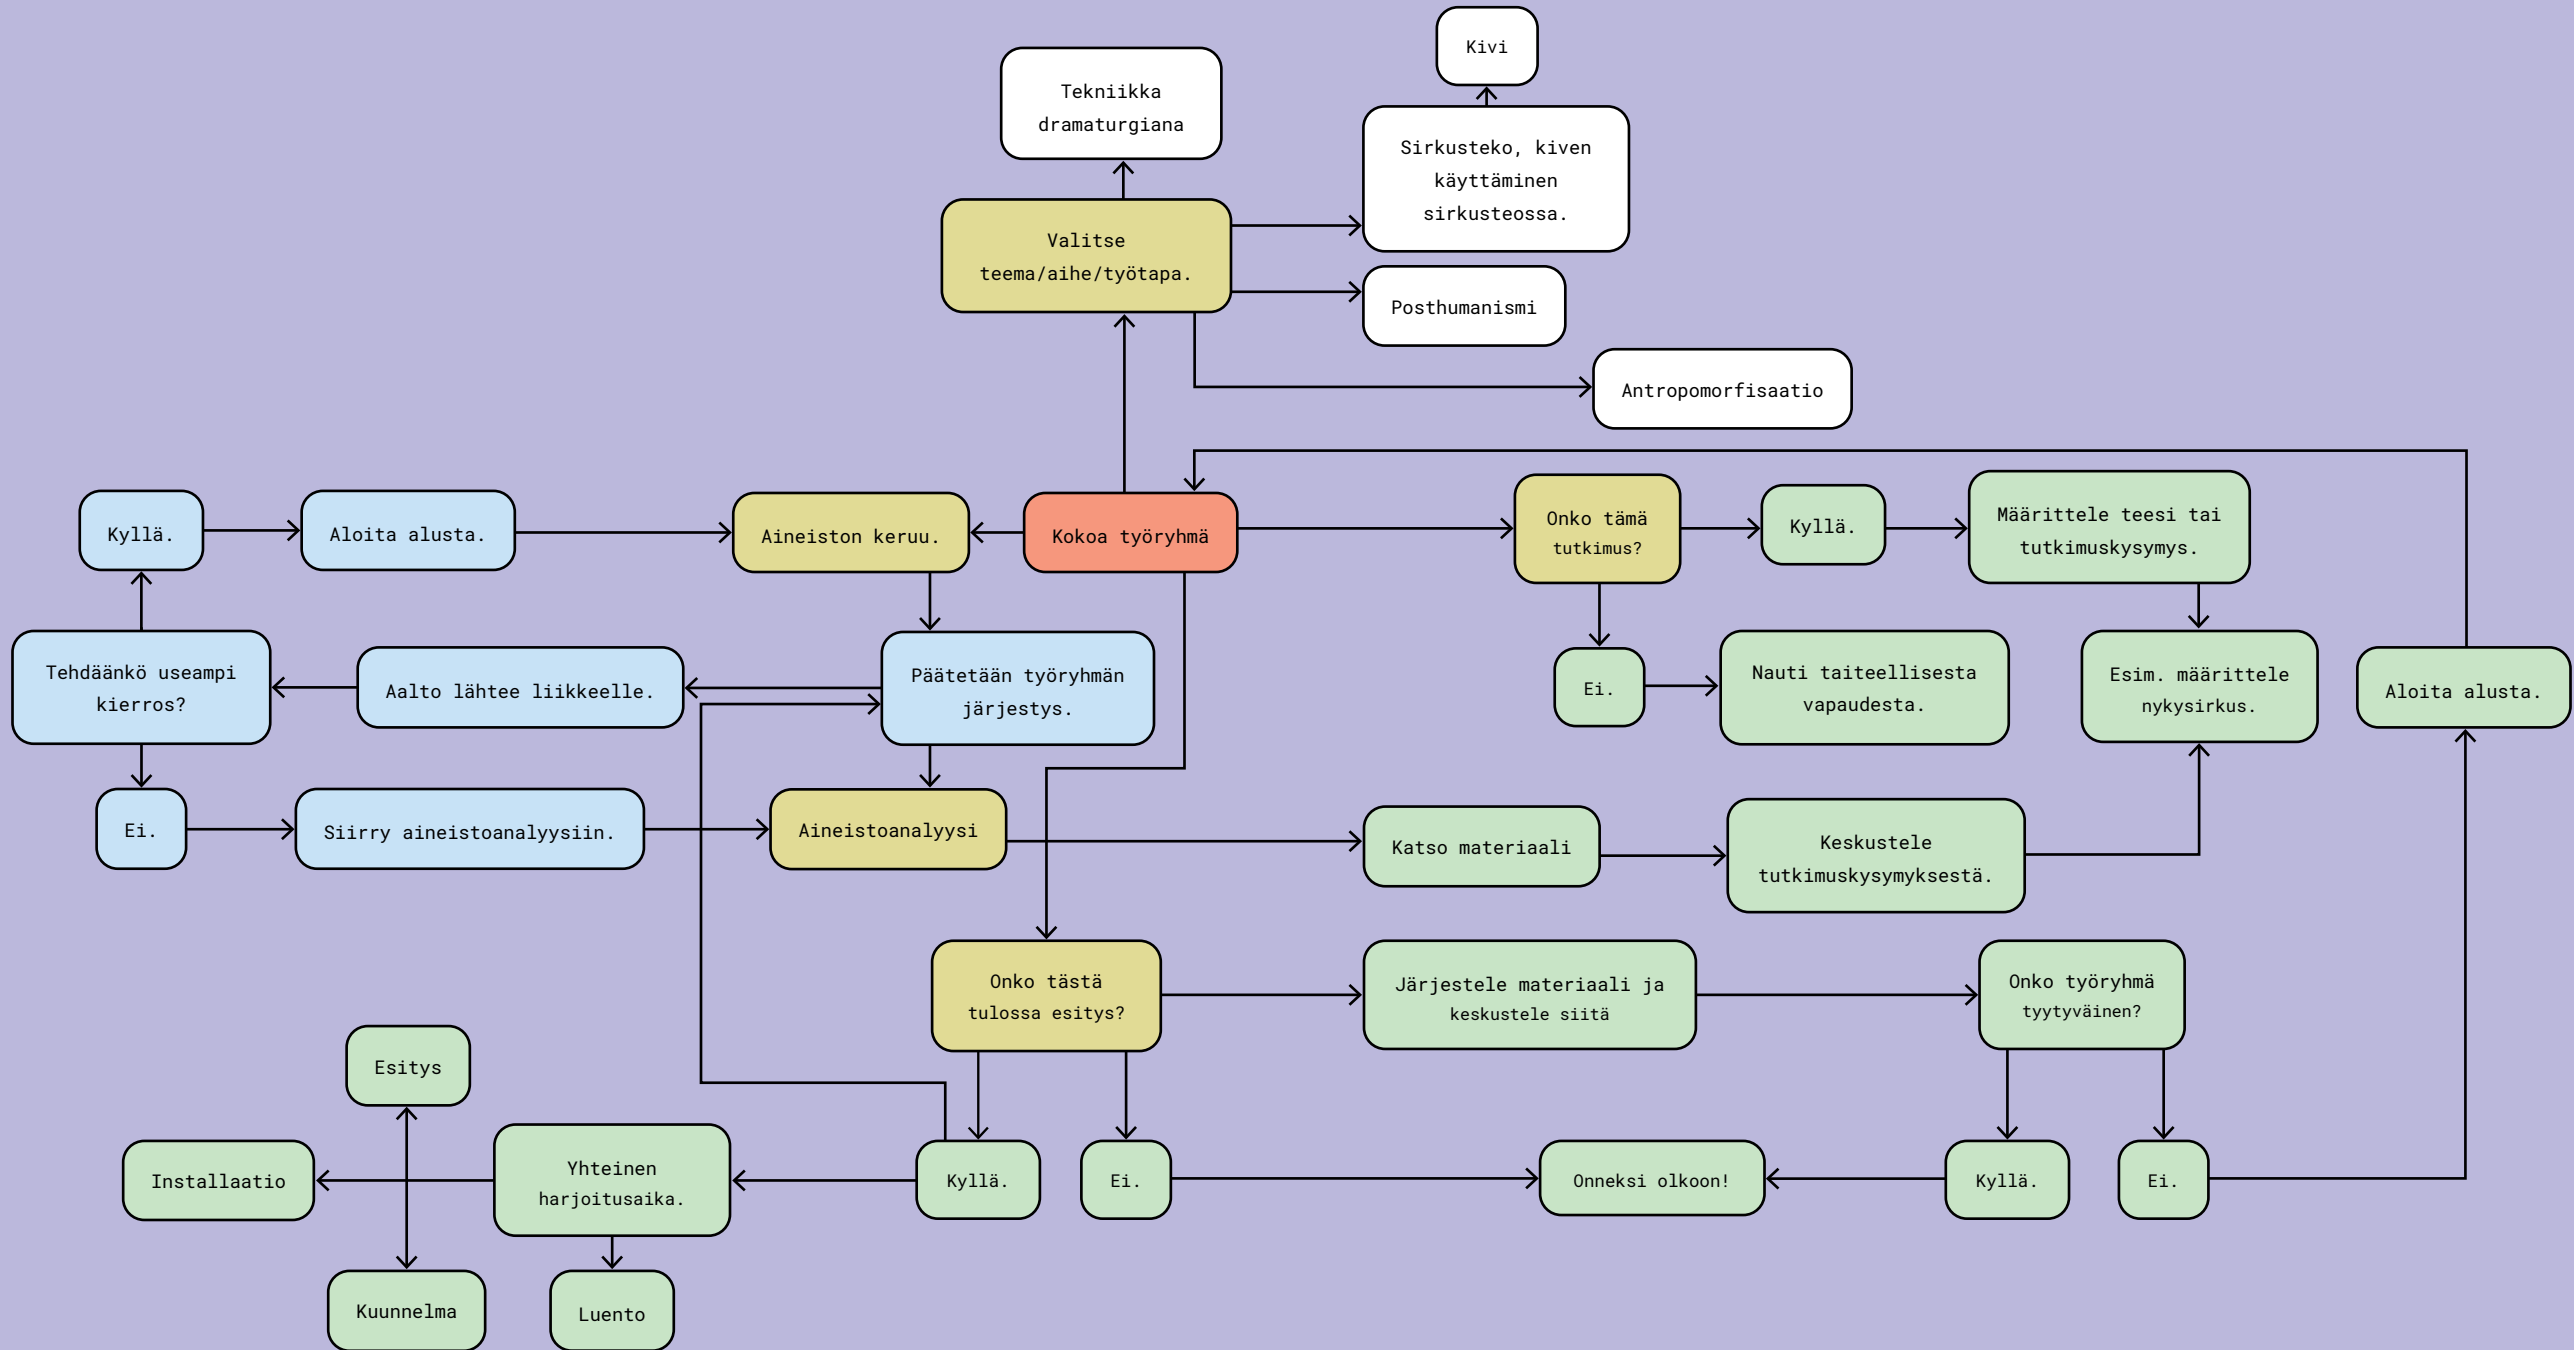 Kivi
Tekniikka
dramaturgiana
Sirkusteko, kiven
käyttäminen
sirkusteossa.
Valitse
teema/aihe/työtapa.
Posthumanismi
Antropomorfisaatio
Kyllä.
Aloita alusta.
Aineiston keruu.
Kokoa työryhmä
Onko tämä
tutkimus?
Kyllä.
Määrittele teesi tai
tutkimuskysymys.
Tehdäänkö useampi
kierros?
Aalto lähtee liikkeelle.
Päätetään työryhmän
järjestys.
Ei.
Nauti taiteellisesta
vapaudesta.
Esim. määrittele
nykysirkus.
Aloita alusta.
Ei.
Siirry aineistoanalyysiin.
Aineistoanalyysi
Katso materiaali
Keskustele
tutkimuskysymyksestä.
Onko tästä
tulossa esitys?
Järjestele materiaali ja
keskustele siitä
Onko työryhmä
tyytyväinen?
Esitys
Installaatio
Yhteinen
harjoitusaika.
Kyllä.
Ei.
Onneksi olkoon!
Kyllä.
Ei.
Kuunnelma
Luento